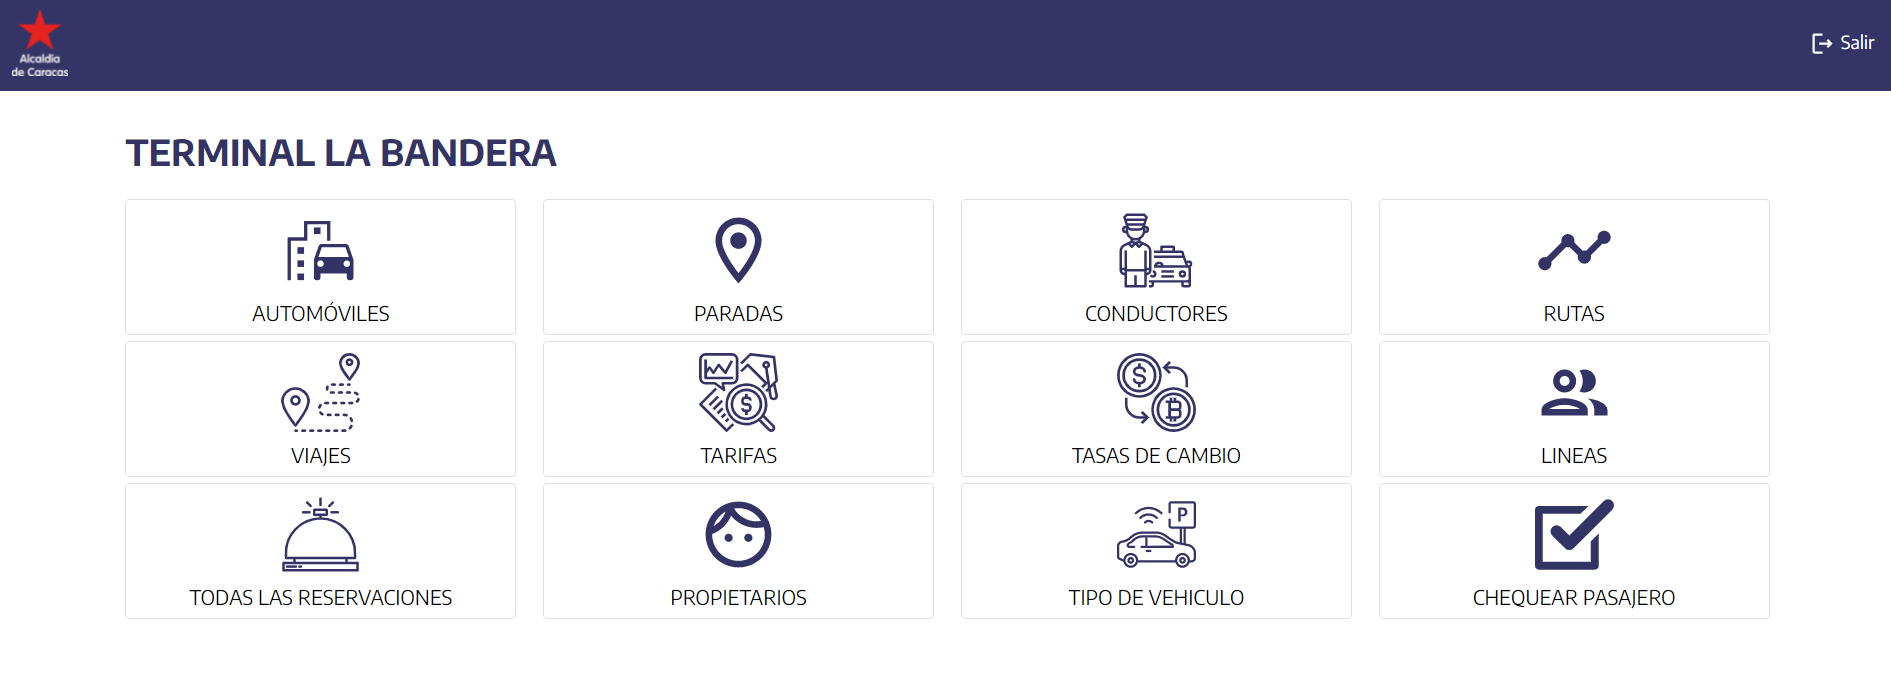 Alcaldía
de Caracas
Salir
TERMINAL LA BANDERA
AUTOMÓVILES
PARADAS
CONDUCTORES
RUTAS
VIAJES
TARIFAS
TASAS DE CAMBIO
LINEAS
P
TODAS LAS RESERVACIONES
PROPIETARIOS
TIPO DE VEHICULO
CHEQUEAR PASAJERO